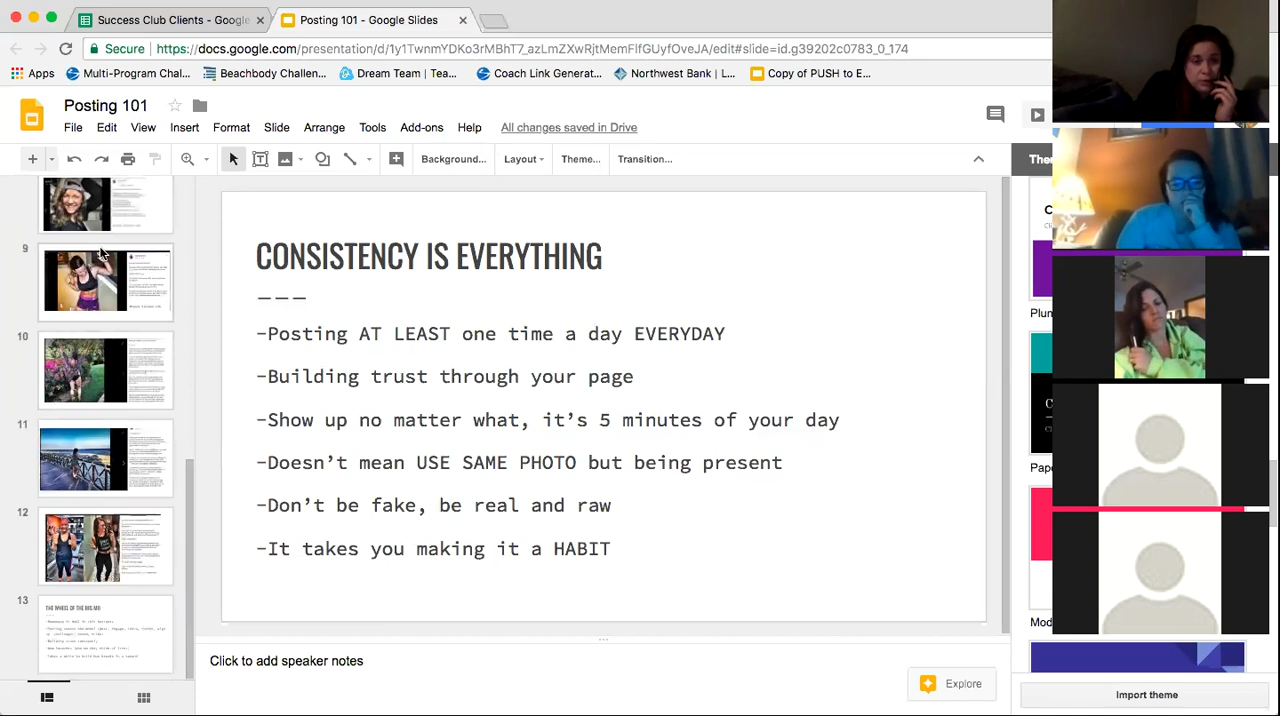 Success Club Clients - Google
Posting 101 - Google Slides
Secure
https://docs.google.com/presentation/d/1y1TwnmYDKo3rMBhT7_azLmZXwRjtMemFlfGUyfOveJA/edit#slide=id.g39202c0783_0_174
Apps
Multi-Program Chal...
Beachbody Challen...
Dream Team | Tea...
Coach Link Generat...
Northwest Bank | L...
Copy of PUSH to E...
Posting 101
File Edit View Insert Format Slide Arrange Tools Add-ons Help All changes saved in Drive
Background... Layout Theme... Transition...
9
10
11
12
13
THE WHEEL OF THE BIG BIO
CONSISTENCY IS EVERYTHING
-Posting AT LEAST one time a day EVERYDAY
-Building trust through your page
-Show up no matter what, it's 5 minutes of your day
-Doesn't mean USE SAME PHOTO but being present
-Don't be fake, be real and raw
-It takes you making it a HABIT
Click to add speaker notes
Explore
Import theme